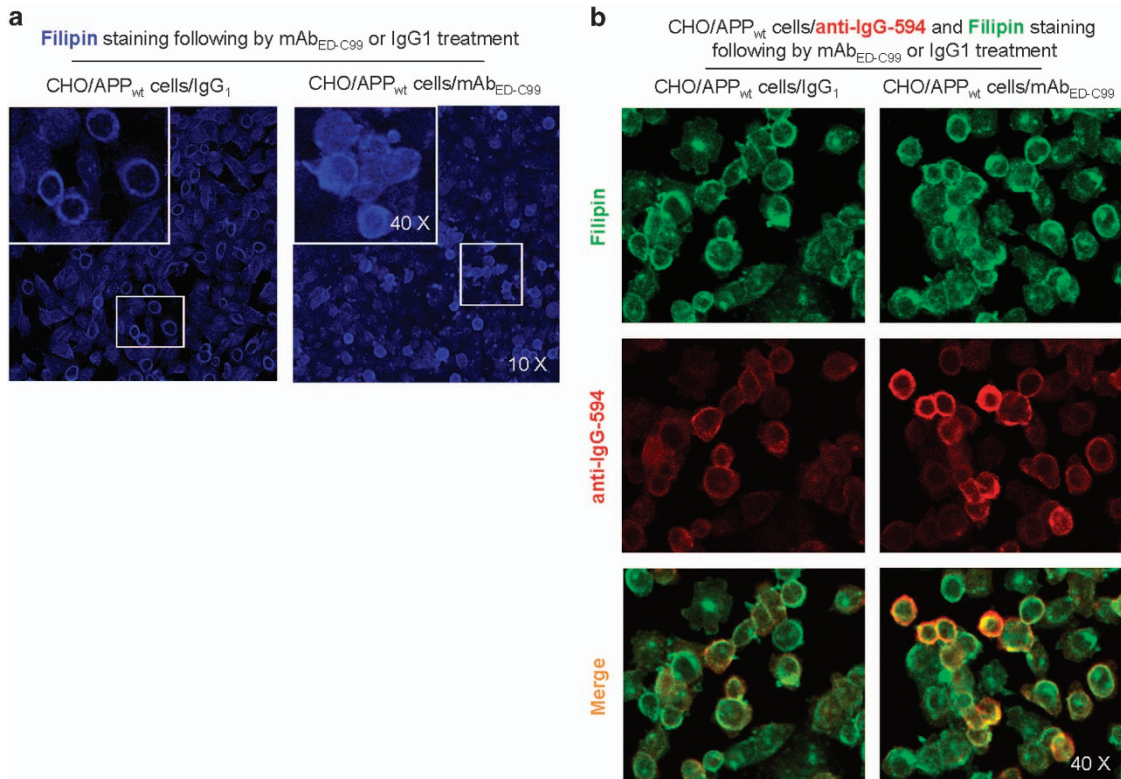 a
Filipin staining following by mAbED-C99 or IgG1 treatment
CHO/APPwt cells/IgG1
CHO/APPwt cells/mAbED-C99
40 X
10 X
b
CHO/APPwt cells/anti-IgG-594 and Filipin staining
following by mAbED-C99 or IgG1 treatment
CHO/APPwt cells/IgG1
CHO/APPwt cells/mAbED-C99
Filipin
anti-IgG-594
Merge
40 X